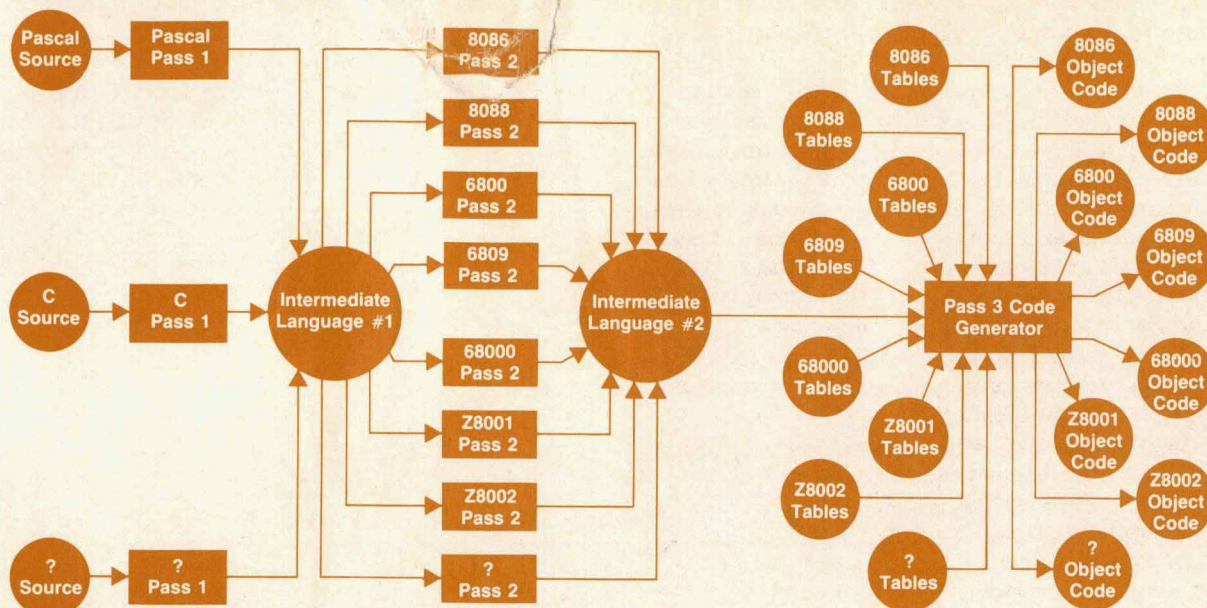 Pascal
Source
Pascal
Pass 1
C
Source
C
Pass 1
?
Source
?
Pass 1
Intermediate
Language #1
8086
Pass 2
8088
Pass 2
6800
Pass 2
6809
Pass 2
68000
Pass 2
Z8001
Pass 2
Z8002
Pass 2
?
Pass 2
Intermediate
Language #2
8086
Tables
8088
Tables
6800
Tables
6809
Tables
68000
Tables
Z8001
Tables
Z8002
Tables
?
Tables
Pass 3 Code
Generator
8086
Object
Code
8088
Object
Code
6800
Object
Code
6809
Object
Code
68000
Object
Code
Z8001
Object
Code
Z8002
Object
Code
?
Object
Code